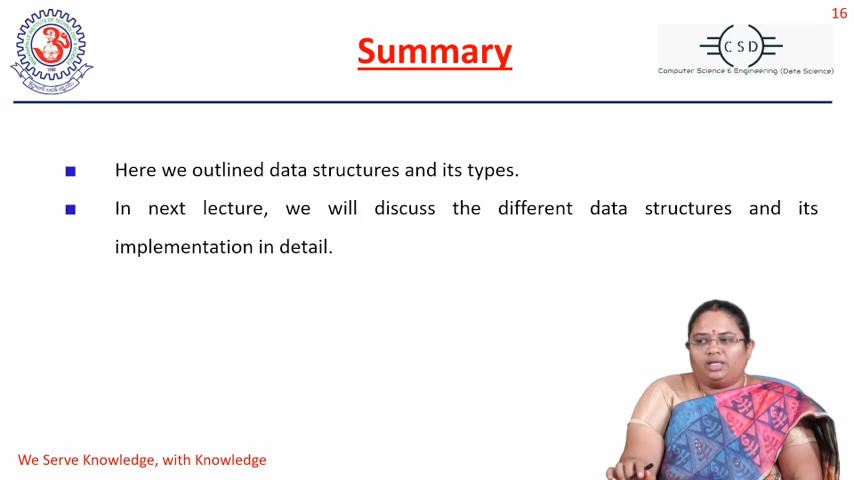 16
Summary
C S D
Computer Science & Engineering (Data Science)
Here we outlined data structures and its types.
In next lecture, we will discuss the different data structures and its
implementation in detail.
We Serve Knowledge, with Knowledge